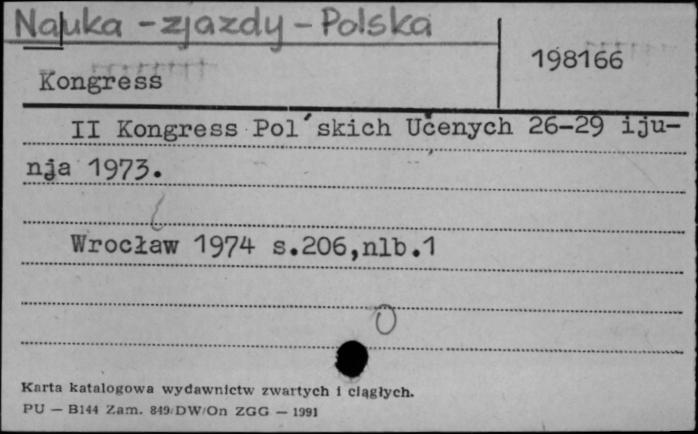 Nauka - zjazdy - Polska
198166
Kongress
II Kongress Pol'skich Učenych 26-29 iju-
nja 1973.
Wrocław 1974 s.206,nlb.1
Karta katalogowa wydawnictw zwartych i ciągłych.
PU — B144 Zam. 849/DW/On ZGG — 1991